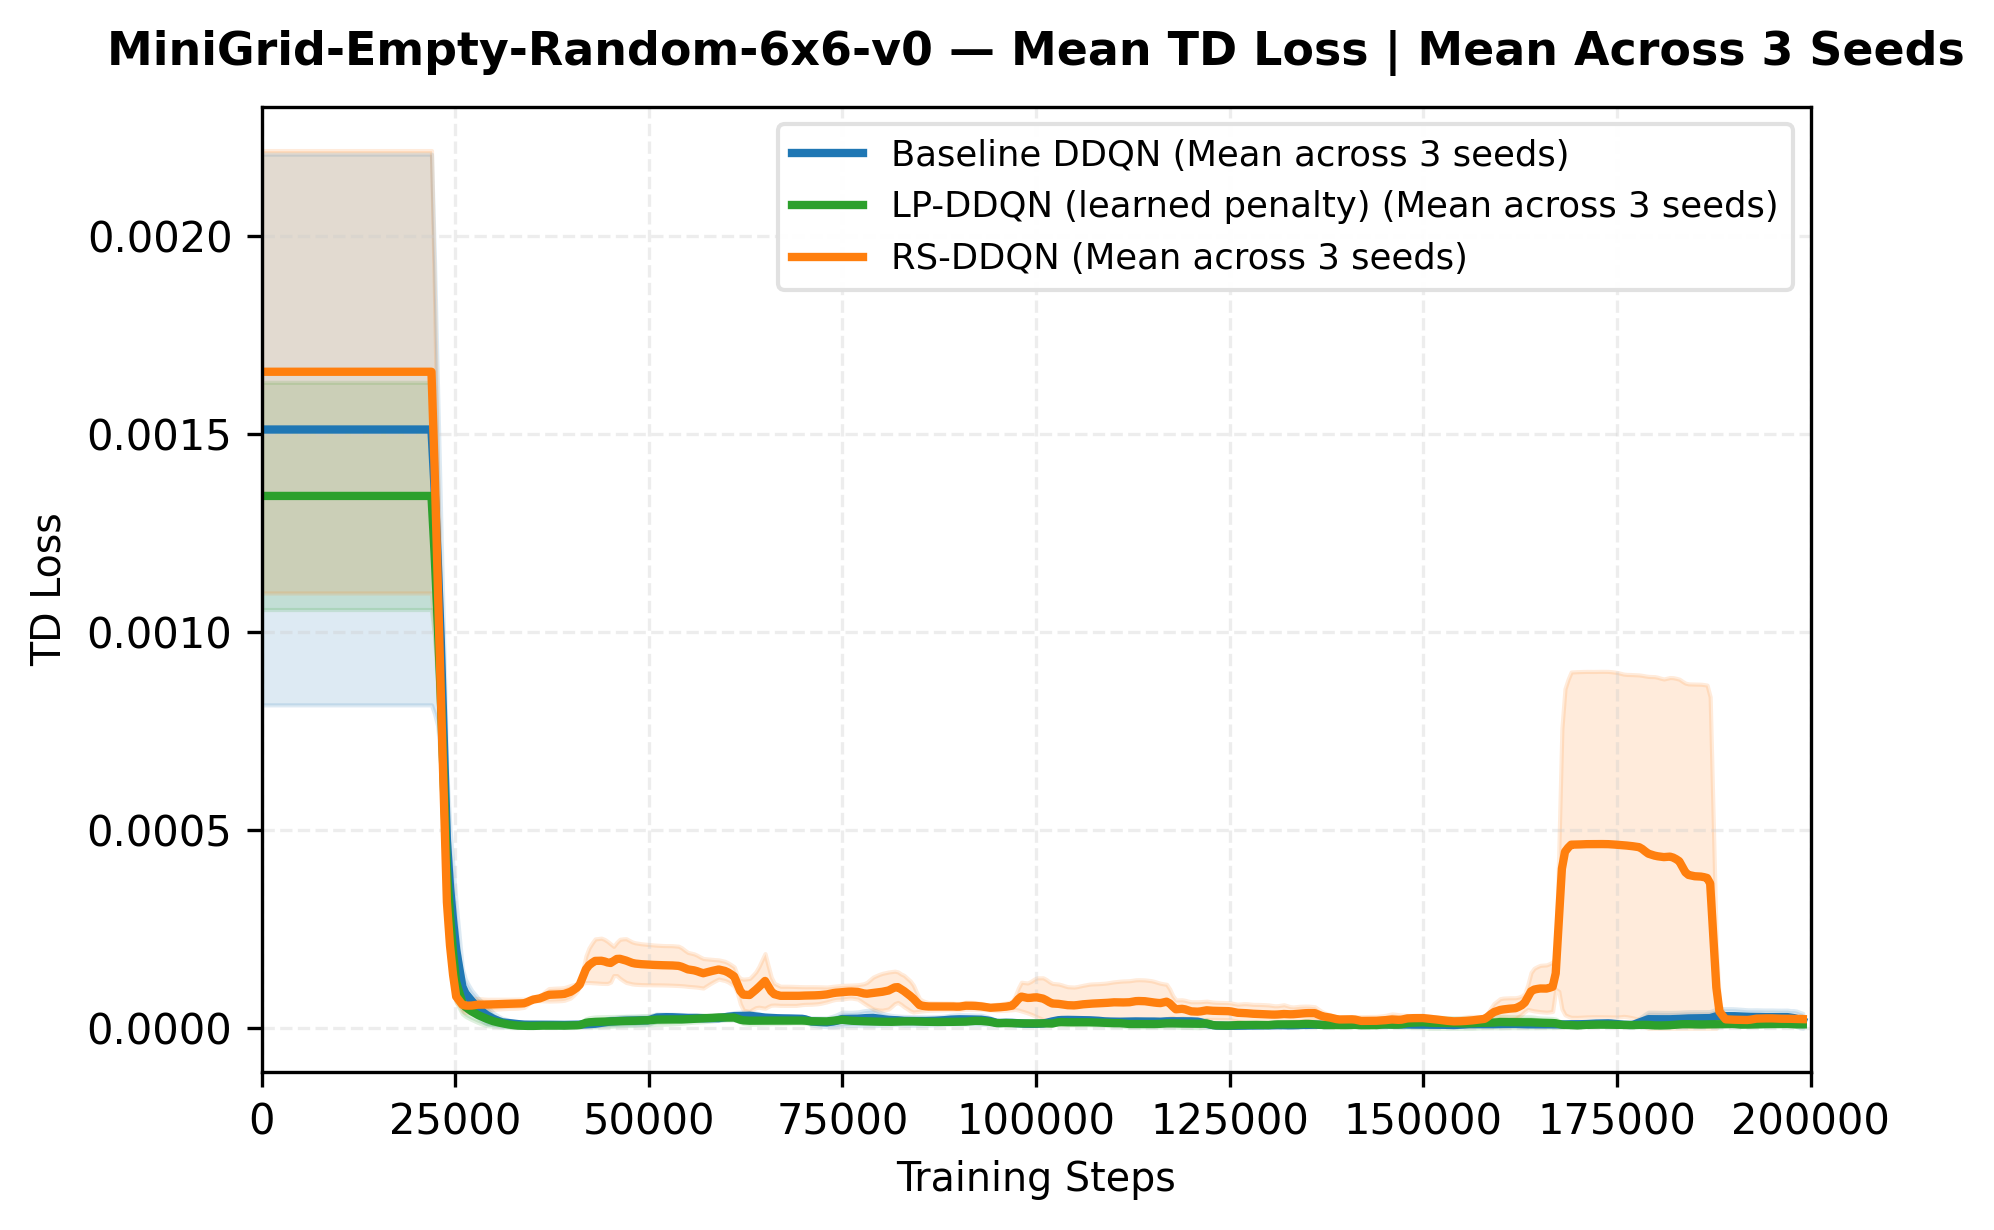 MiniGrid-Empty-Random-6x6-v0 — Mean TD Loss | Mean Across 3 Seeds
Baseline DDQN (Mean across 3 seeds)
LP-DDQN (learned penalty) (Mean across 3 seeds)
RS-DDQN (Mean across 3 seeds)
TD Loss
0.0020
0.0015
0.0010
0.0005
0.0000
0 25000 50000 75000 100000 125000 150000 175000 200000
Training Steps